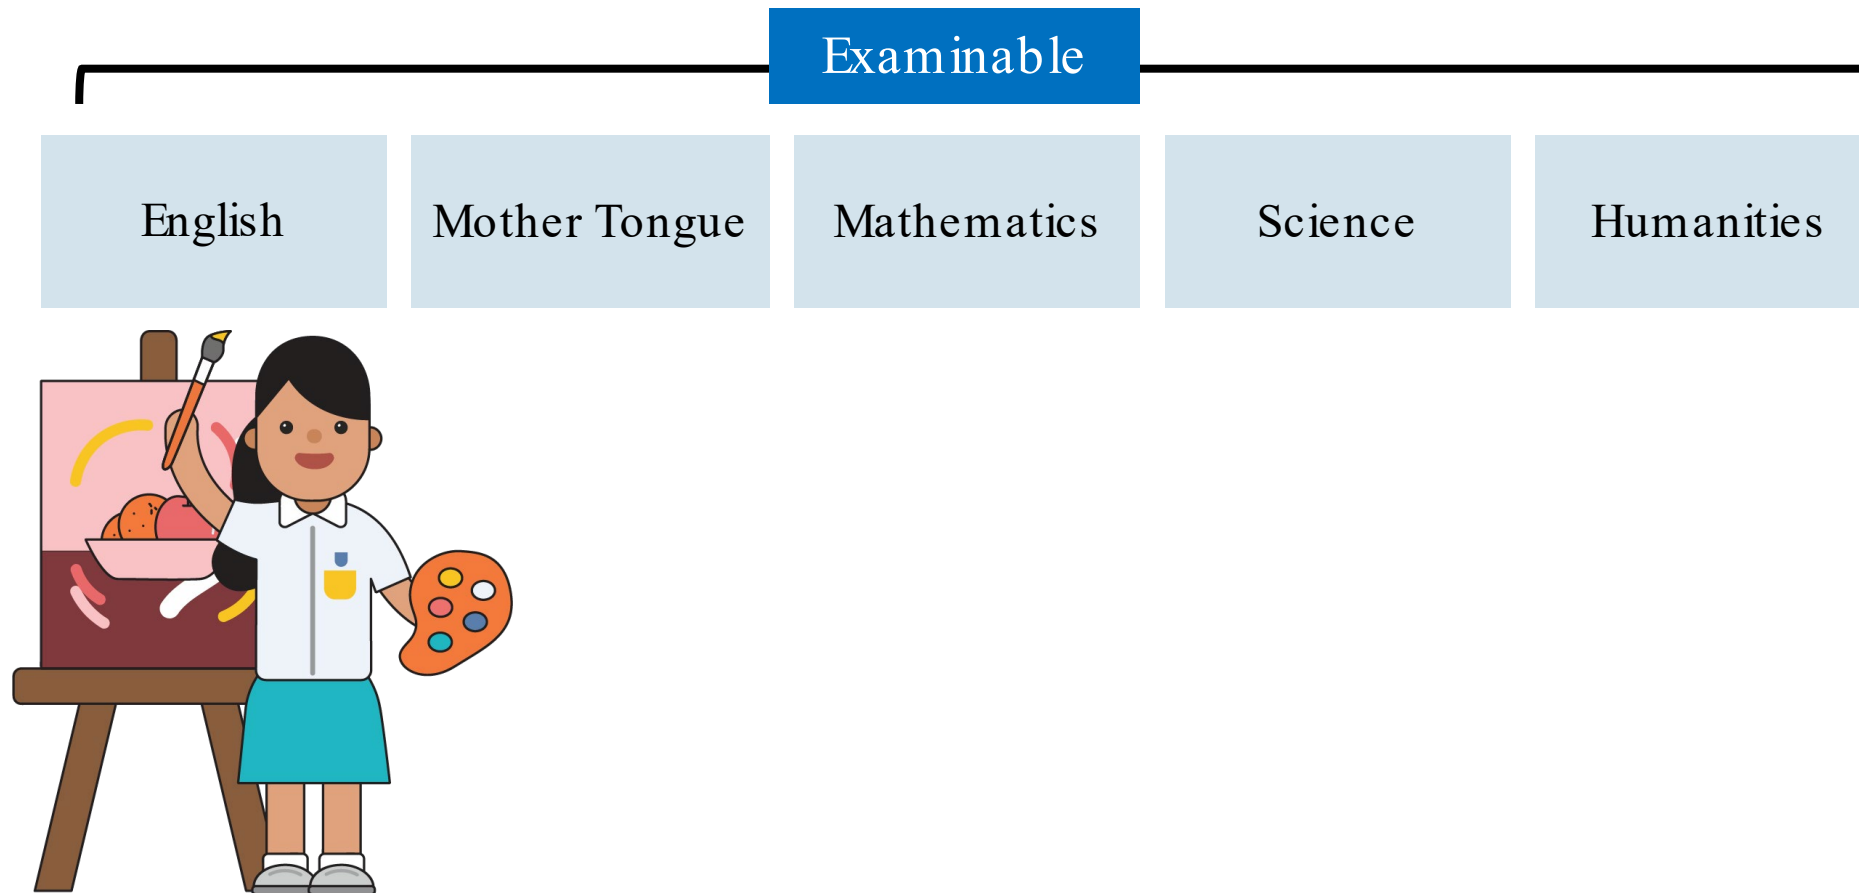 Examinable
English
Mother Tongue
Mathematics
Science
Humanities